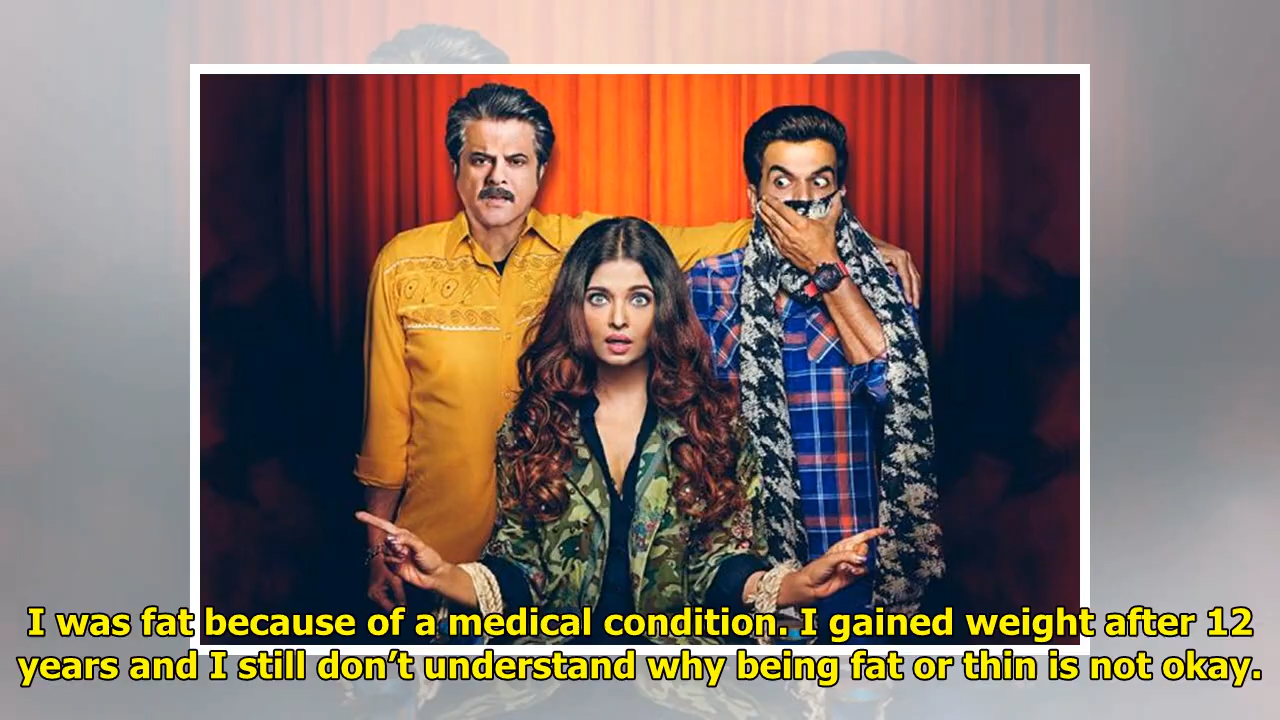 I was fat because of a medical condition. I gained weight after 12
years and I still don’t understand why being fat or thin is not okay.